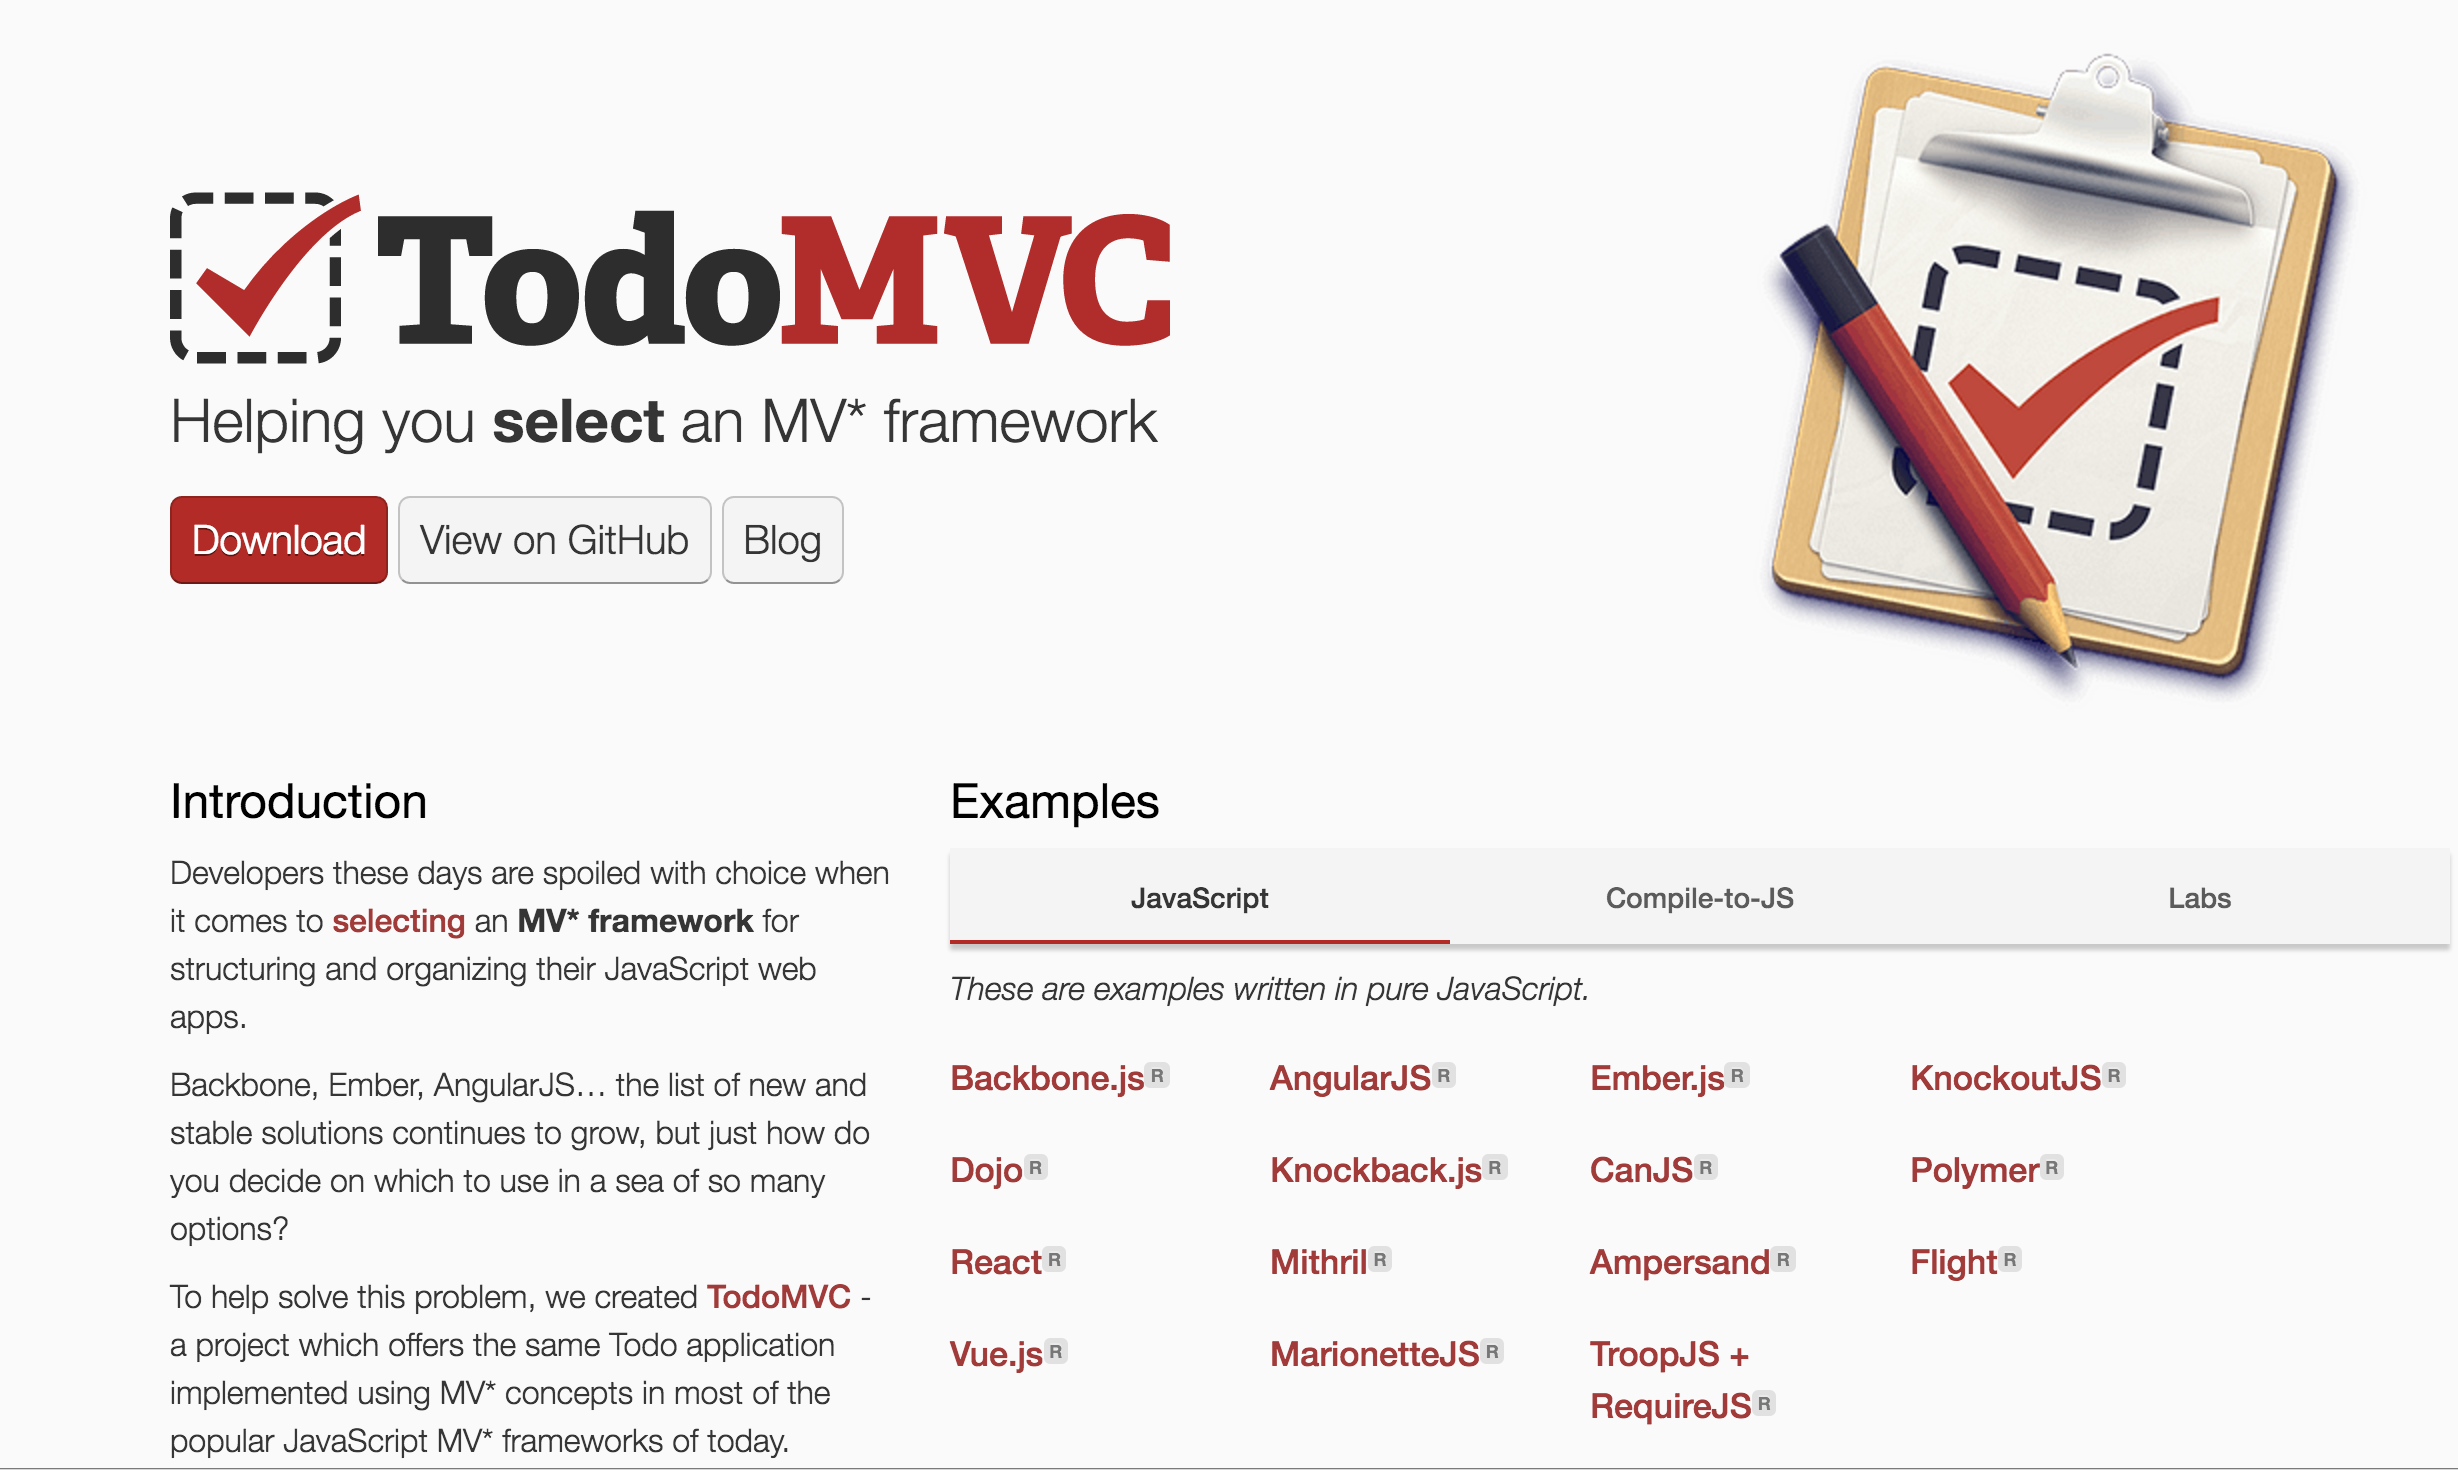 TodoMVC
Helping you select an MV* framework
Download
View on GitHub
Blog
Introduction
Developers these days are spoiled with choice when
it comes to selecting an MV* framework for
structuring and organizing their JavaScript web
apps.
Backbone, Ember, AngularJS… the list of new and
stable solutions continues to grow, but just how do
you decide on which to use in a sea of so many
options?
To help solve this problem, we created TodoMVC -
a project which offers the same Todo application
implemented using MV* concepts in most of the
popular JavaScript MV* frameworks of today.
Examples
JavaScript
Compile-to-JS
Labs
These are examples written in pure JavaScript.
Backbone.js R
AngularJS R
Ember.js R
KnockoutJS R
Dojo R
Knockback.js R
CanJS R
Polymer R
React R
Mithril R
Ampersand R
Flight R
Vue.js R
MarionetteJS R
TroopJS +
RequireJS R